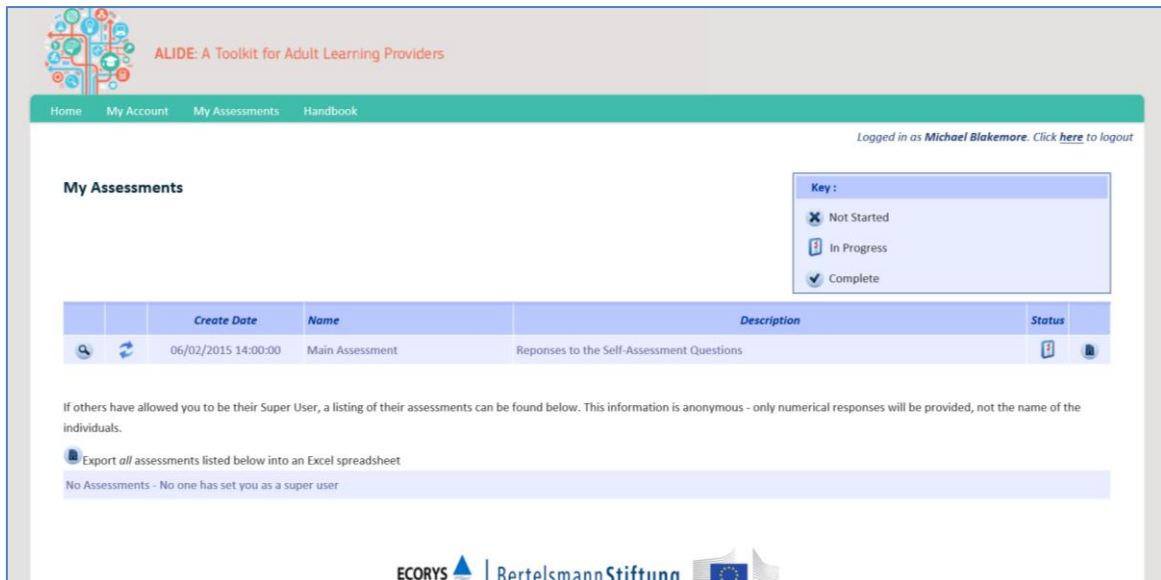 ALIDE: A Toolkit for Adult Learning Providers
Home My Account My Assessments Handbook
Logged in as Michael Blakemore. Click here to logout
My Assessments
Key :
Not Started
In Progress
Complete
Create Date Name Description Status
06/02/2015 14:00:00 Main Assessment Reponses to the Self-Assessment Questions
If others have allowed you to be their Super User, a listing of their assessments can be found below. This information is anonymous - only numerical responses will be provided, not the name of the
individuals.
Export all assessments listed below into an Excel spreadsheet
No Assessments - No one has set you as a super user
ECORYS BertelsmannStiftung